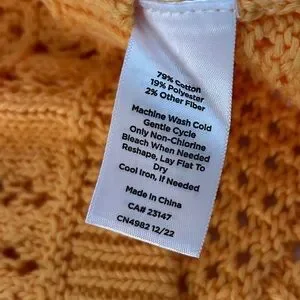 79% Cotton
19% Polyester
2% Other Fiber
Machine Wash Cold
Gentle Cycle
Only Non-Chlorine
Bleach When Needed
Reshape, Lay Flat To
Dry
Cool Iron, If Needed
Made in China
CA# 23147
CN4982 12/22